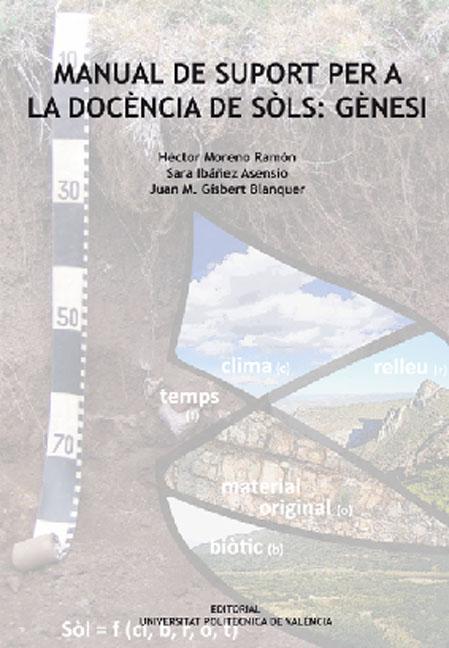 10
MANUAL DE SUPORT PER A
LA DOCÈNCIA DE SÒLS: GÈNESI
Héctor Moreno Ramón
Sara Ibáñez Asensio
Juan M. Gisbert Blanquer
30
50
clima (c)
relleu (r)
temps
(t)
70
material
original (o)
biòtic (b)
EDITORIAL
UNIVERSITAT POLITÈCNICA DE VALÈNCIA
Sòl = f (cl, b, r, o, t)